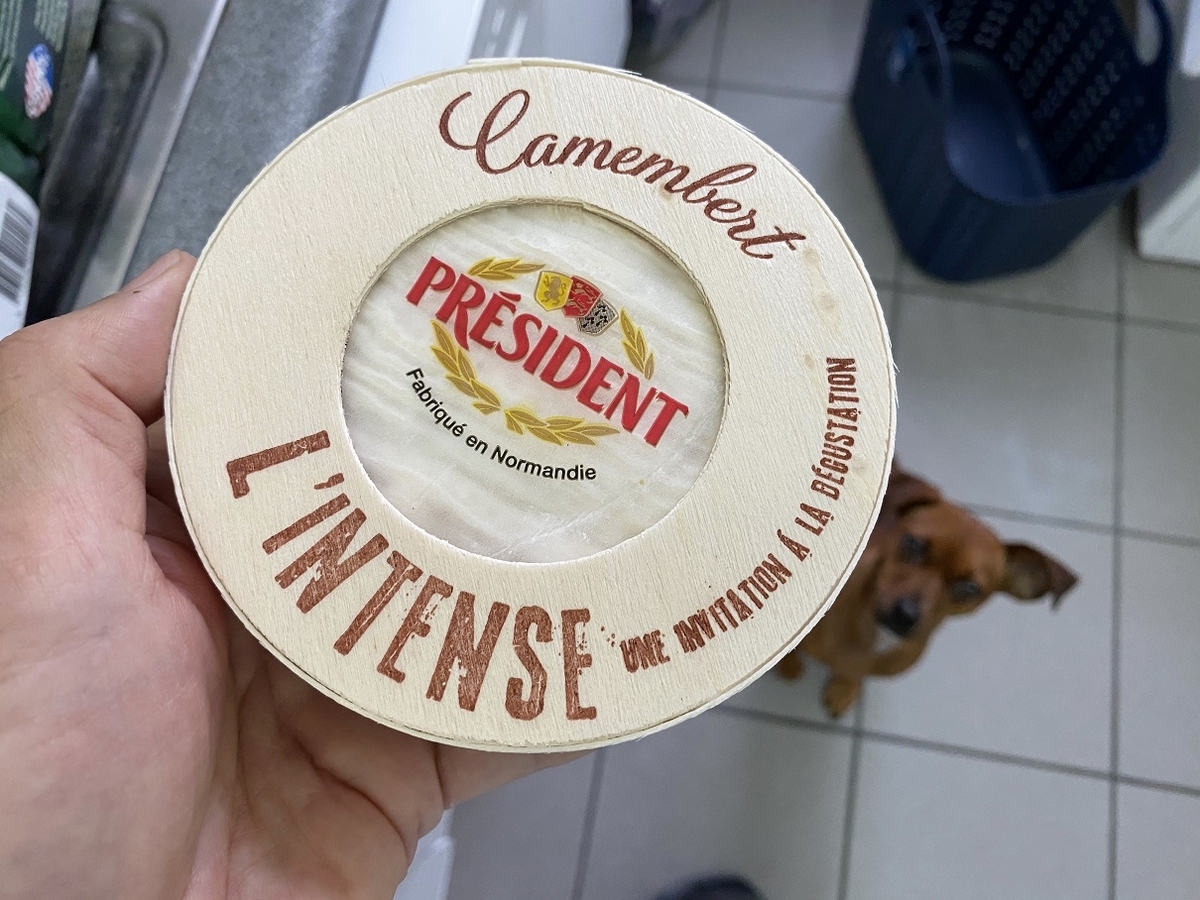 Camembert
PRÉSIDENT
Fabriqué en Normandie
L'INTENSE
UNE INVITATION Á LA DÉGUSTATION